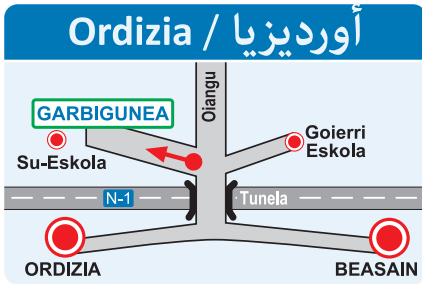 Ordizia / أورديزيا
Oiangu
GARBIGUNEA
Su-Eskola
Goierri
Eskola
N-1
Tunela
ORDIZIA
BEASAIN